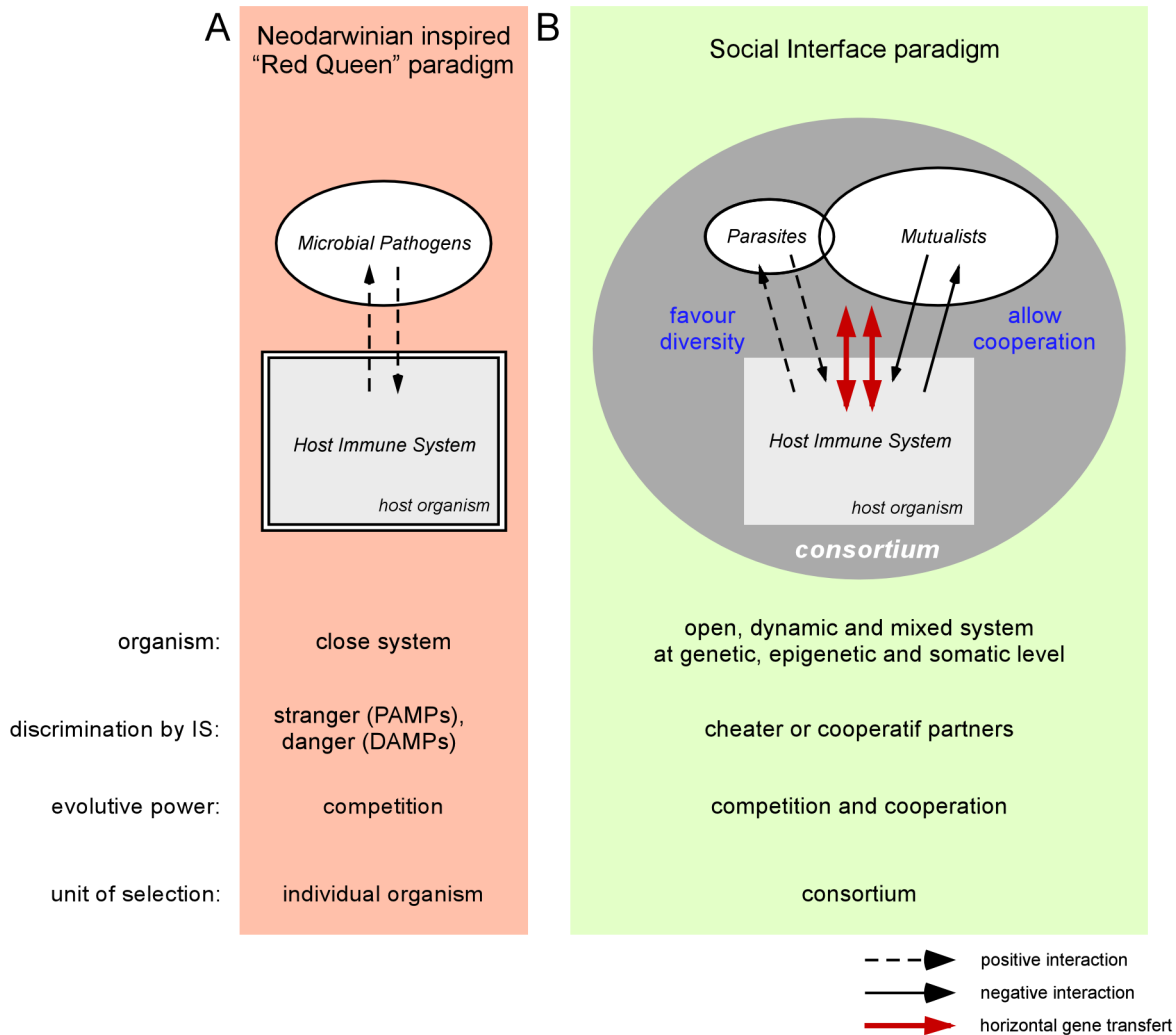 A
Neodarwinian inspired
“Red Queen” paradigm
Microbial Pathogens
Host Immune System
host organism
B
Social Interface paradigm
Parasites
Mutualists
favour
diversity
allow
cooperation
Host Immune System
host organism
consortium
organism:
close system
open, dynamic and mixed system
at genetic, epigenetic and somatic level
discrimination by IS:
stranger (PAMPs),
danger (DAMPs)
cheater or cooperatif partners
evolutive power:
competition
competition and cooperation
unit of selection:
individual organism
consortium
positive interaction
negative interaction
horizontal gene transfert